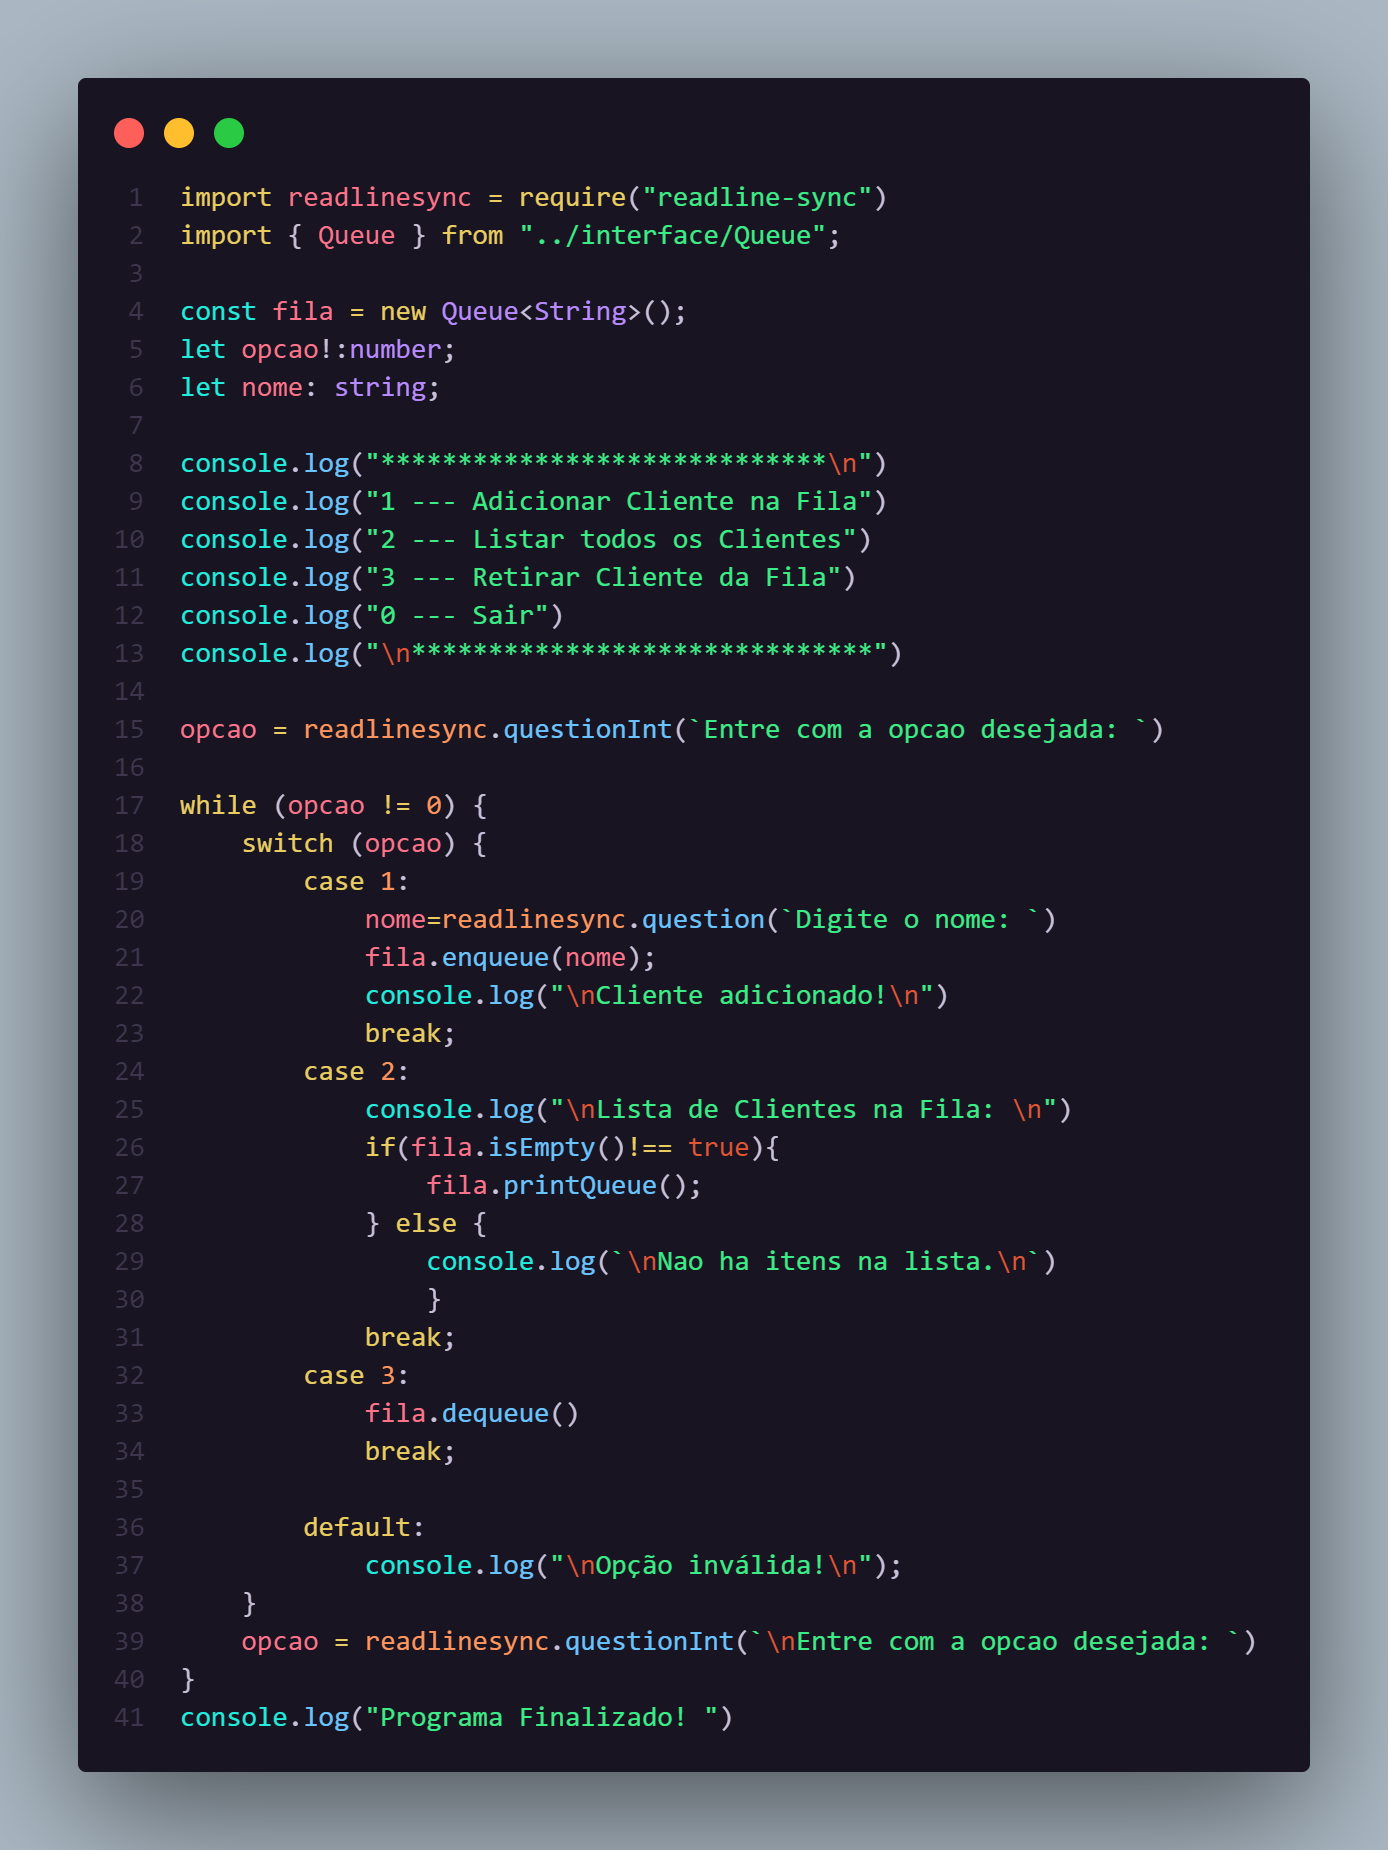 1 import readlinesync = require("readline-sync")
2 import { Queue } from "../interface/Queue";
3
4 const fila = new Queue<String>();
5 let opcao!:number;
6 let nome: string;
7
8 console.log("*****************************\n")
9 console.log("1 --- Adicionar Cliente na Fila")
10 console.log("2 --- Listar todos os Clientes")
11 console.log("3 --- Retirar Cliente da Fila")
12 console.log("0 --- Sair")
13 console.log("\n******************************")
14
15 opcao = readlinesync.questionInt(`Entre com a opcao desejada: `)
16
17 while (opcao != 0) {
18     switch (opcao) {
19         case 1:
20             nome=readlinesync.question(`Digite o nome: `)
21             fila.enqueue(nome);
22             console.log("\nCliente adicionado!\n")
23             break;
24         case 2:
25             console.log("\nLista de Clientes na Fila: \n")
26             if(fila.isEmpty()!== true){
27                 fila.printQueue();
28             } else {
29                 console.log(`\nNao ha itens na lista.\n`)
30                 }
31             break;
32         case 3:
33             fila.dequeue()
34             break;
35
36         default:
37             console.log("\nOpção inválida!\n");
38     }
39     opcao = readlinesync.questionInt(`\nEntre com a opcao desejada: `)
40 }
41 console.log("Programa Finalizado! ")